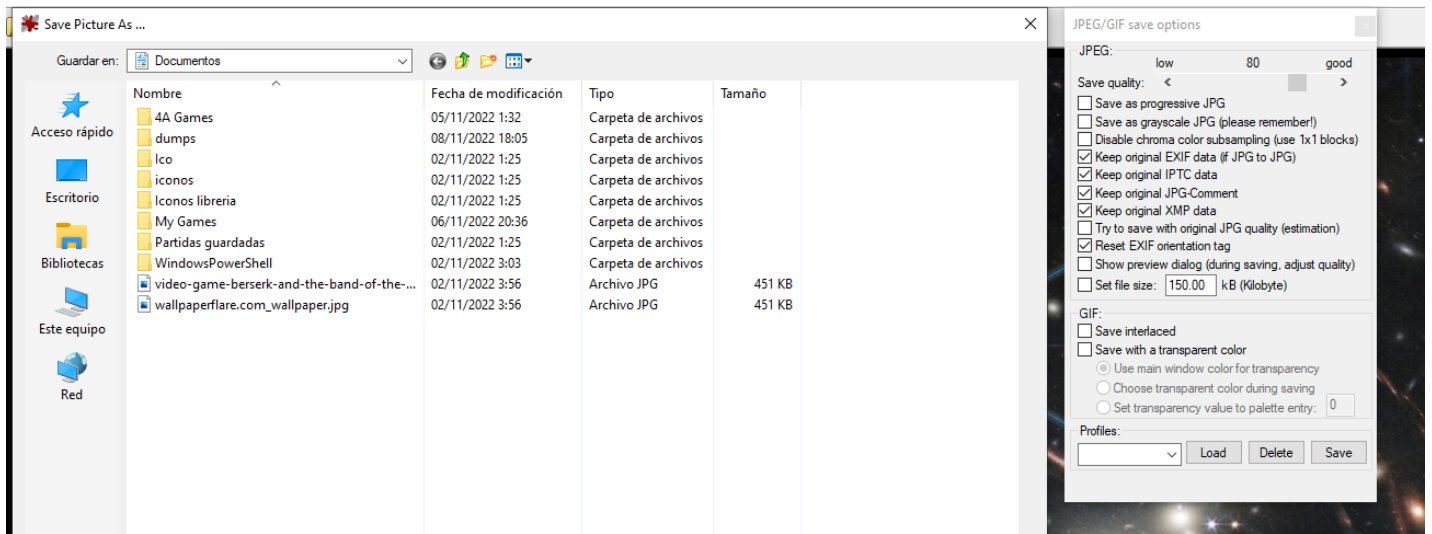 Save Picture As ...
Guardar en: Documentos
Nombre Fecha de modificación Tipo Tamaño
4A Games 05/11/2022 1:32 Carpeta de archivos
dumps 08/11/2022 18:05 Carpeta de archivos
Ico 02/11/2022 1:25 Carpeta de archivos
iconos 02/11/2022 1:25 Carpeta de archivos
Iconos libreria 02/11/2022 1:25 Carpeta de archivos
My Games 06/11/2022 20:36 Carpeta de archivos
Partidas guardadas 02/11/2022 1:25 Carpeta de archivos
WindowsPowerShell 02/11/2022 3:03 Carpeta de archivos
video-game-berserk-and-the-band-of-the-... 02/11/2022 3:56 Archivo JPG 451 KB
wallpaperflare.com_wallpaper.jpg 02/11/2022 3:56 Archivo JPG 451 KB
Acceso rápido
Escritorio
Bibliotecas
Este equipo
Red
JPEG/GIF save options
JPEG:
low 80 good
Save quality:
Save as progressive JPG
Save as grayscale JPG (please remember!)
Disable chroma color subsampling (use 1x1 blocks)
Keep original EXIF data (if JPG to JPG)
Keep original IPTC data
Keep original JPG-Comment
Keep original XMP data
Try to save with original JPG quality (estimation)
Reset EXIF orientation tag
Show preview dialog (during saving, adjust quality)
Set file size: 150.00 kB (Kilobyte)
GIF:
Save interlaced
Save with a transparent color
Use main window color for transparency
Choose transparent color during saving
Set transparency value to palette entry: 0
Profiles:
Load Delete Save